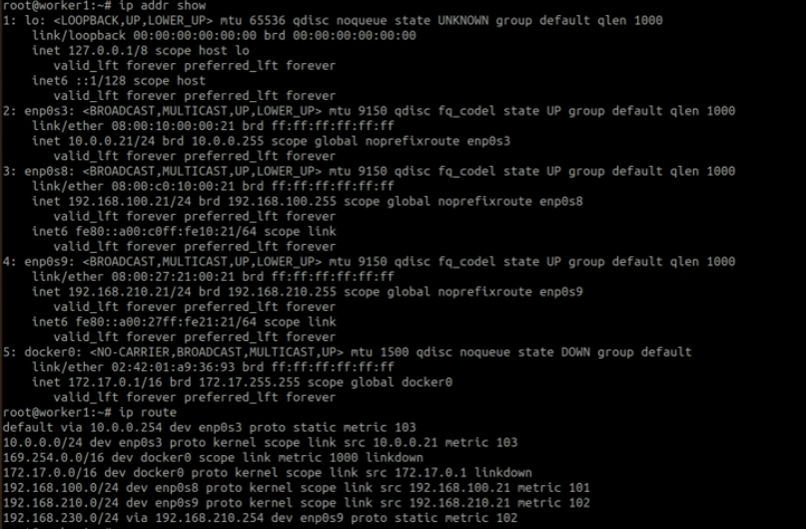 root@worker1:~# ip addr show
1: lo: <LOOPBACK,UP,LOWER_UP> mtu 65536 qdisc noqueue state UNKNOWN group default qlen 1000
    link/loopback 00:00:00:00:00:00 brd 00:00:00:00:00:00
    inet 127.0.0.1/8 scope host lo
       valid_lft forever preferred_lft forever
    inet6 ::1/128 scope host
       valid_lft forever preferred_lft forever
2: enp0s3: <BROADCAST,MULTICAST,UP,LOWER_UP> mtu 9150 qdisc fq_codel state UP group default qlen 1000
    link/ether 08:00:10:00:00:21 brd ff:ff:ff:ff:ff:ff
    inet 10.0.0.21/24 brd 10.0.0.255 scope global noprefixroute enp0s3
       valid_lft forever preferred_lft forever
3: enp0s8: <BROADCAST,MULTICAST,UP,LOWER_UP> mtu 9150 qdisc fq_codel state UP group default qlen 1000
    link/ether 08:00:c0:10:00:21 brd ff:ff:ff:ff:ff:ff
    inet 192.168.100.21/24 brd 192.168.100.255 scope global noprefixroute enp0s8
       valid_lft forever preferred_lft forever
    inet6 fe80::a00:c0ff:fe10:21/64 scope link
       valid_lft forever preferred_lft forever
4: enp0s9: <BROADCAST,MULTICAST,UP,LOWER_UP> mtu 9150 qdisc fq_codel state UP group default qlen 1000
    link/ether 08:00:27:21:00:21 brd ff:ff:ff:ff:ff:ff
    inet 192.168.210.21/24 brd 192.168.210.255 scope global noprefixroute enp0s9
       valid_lft forever preferred_lft forever
    inet6 fe80::a00:27ff:fe21:21/64 scope link
       valid_lft forever preferred_lft forever
5: docker0: <NO-CARRIER,BROADCAST,MULTICAST,UP> mtu 1500 qdisc noqueue state DOWN group default
    link/ether 02:42:01:a9:36:93 brd ff:ff:ff:ff:ff:ff
    inet 172.17.0.1/16 brd 172.17.255.255 scope global docker0
       valid_lft forever preferred_lft forever
root@worker1:~# ip route
default via 10.0.0.254 dev enp0s3 proto static metric 103
10.0.0.0/24 dev enp0s3 proto kernel scope link src 10.0.0.21 metric 103
169.254.0.0/16 dev docker0 scope link metric 1000 linkdown
172.17.0.0/16 dev docker0 proto kernel scope link src 172.17.0.1 linkdown
192.168.100.0/24 dev enp0s8 proto kernel scope link src 192.168.100.21 metric 101
192.168.210.0/24 dev enp0s9 proto kernel scope link src 192.168.210.21 metric 102
192.168.230.0/24 via 192.168.210.254 dev enp0s9 proto static metric 102